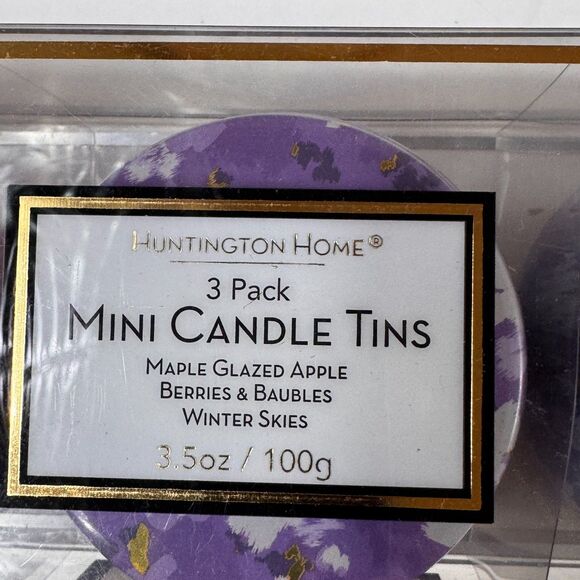 HUNTINGTON HOME®
3 Pack
MINI CANDLE TINS
MAPLE GLAZED APPLE
BERRIES & BAUBLES
WINTER SKIES
3.5oz / 100g